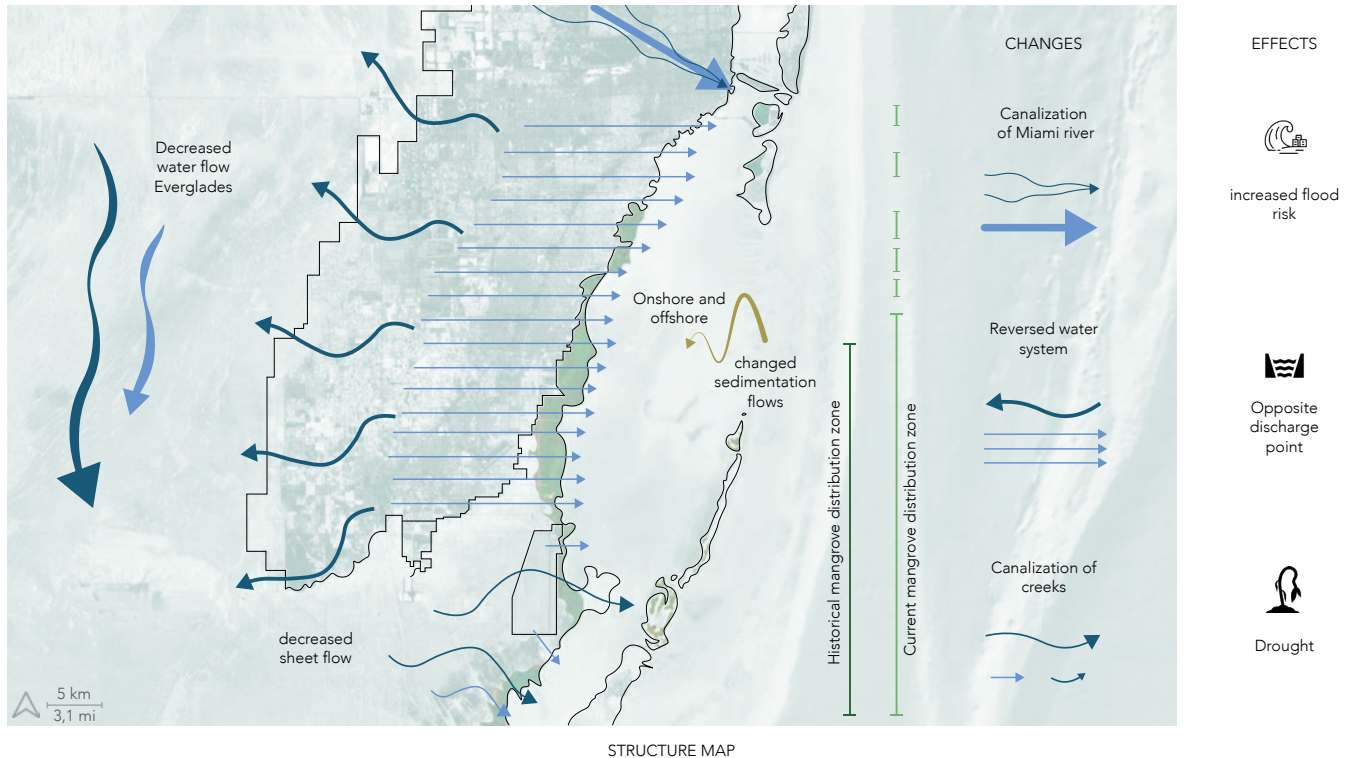 Decreased
water flow
Everglades
Onshore and
offshore
changed
sedimentation
flows
decreased
sheet flow
5 km
3,1 mi
Historical mangrove distribution zone
Current mangrove distribution zone
CHANGES
Canalization
of Miami river
Reversed water
system
Canalization of
creeks
EFFECTS
increased flood
risk
Opposite
discharge
point
Drought
STRUCTURE MAP